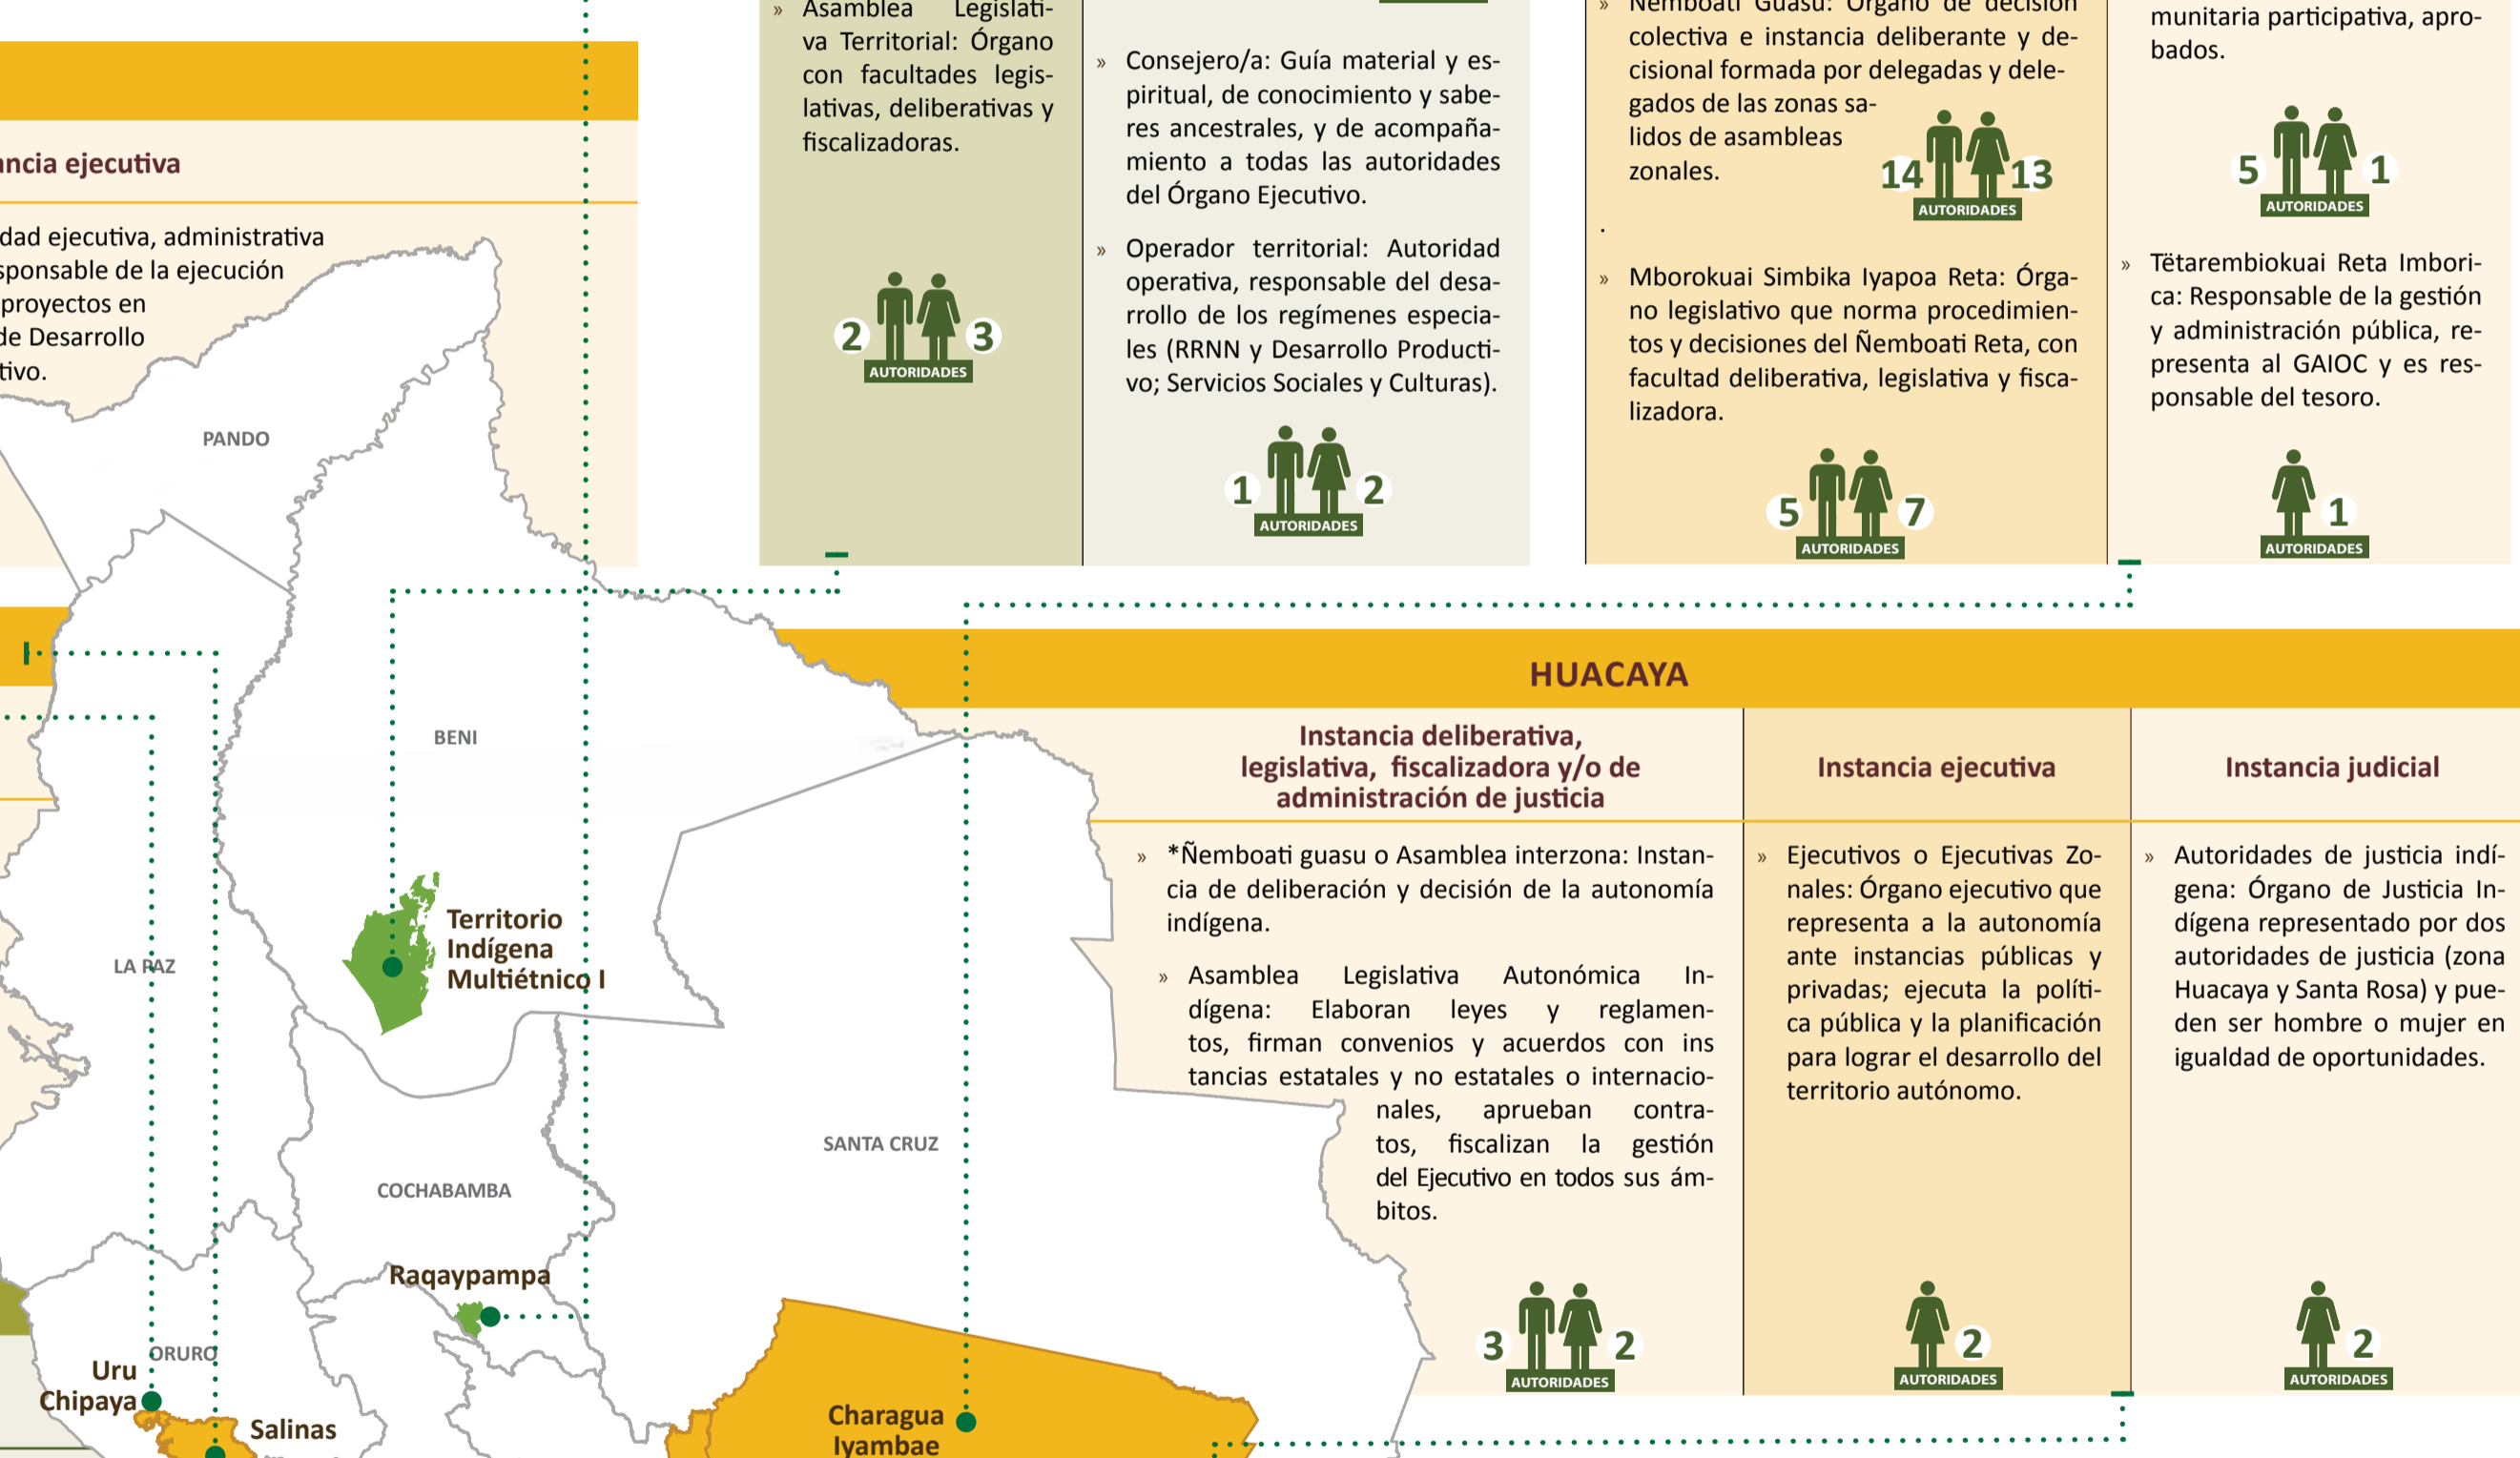 ancia ejecutiva
dad ejecutiva, administrativa
sponsable de la ejecución
proyectos en
de Desarrollo
tivo.
» Asamblea Legislati-
va Territorial: Órgano
con facultades legis-
lativas, deliberativas y
fiscalizadoras.
2 3
AUTORIDADES
» Consejero/a: Guía material y es-
piritual, de conocimiento y sabe-
res ancestrales, y de acompaña-
miento a todas las autoridades
del Órgano Ejecutivo.
» Operador territorial: Autoridad
operativa, responsable del desa-
rrollo de los regímenes especia-
les (RRNN y Desarrollo Producti-
vo; Servicios Sociales y Culturas).
1 2
AUTORIDADES
» Ñemboati Guasu: Órgano de decisión
colectiva e instancia deliberante y de-
cisional formada por delegadas y dele-
gados de las zonas sa-
lidos de asambleas
zonales.
14 13
AUTORIDADES
.
» Mborokuai Simbika Iyapoa Reta: Órga-
no legislativo que norma procedimien-
tos y decisiones del Ñemboati Reta, con
facultad deliberativa, legislativa y fisca-
lizadora.
5 7
AUTORIDADES
munitaria participativa, apro-
bados.
5 1
AUTORIDADES
» Tëtarembiokuai Reta Imbori-
ca: Responsable de la gestión
y administración pública, re-
presenta al GAIOC y es res-
ponsable del tesoro.
1
AUTORIDADES
PANDO
BENI
LA PAZ
Territorio
Indígena
Multiétnico I
SANTA CRUZ
COCHABAMBA
Raqaypampa
ORURO
Uru
Chipaya
Salinas
Charagua
Iyambae
HUACAYA
Instancia deliberativa,
legislativa, fiscalizadora y/o de
administración de justicia
» *Ñemboati guasu o Asamblea interzona: Instan-
cia de deliberación y decisión de la autonomía
indígena.
» Asamblea Legislativa Autonómica In-
dígena: Elaboran leyes y reglamen-
tos, firman convenios y acuerdos con ins
tancias estatales y no estatales o internacio-
nales, aprueban contra-
tos, fiscalizan la gestión
del Ejecutivo en todos sus ám-
bitos.
3 2
AUTORIDADES
Instancia ejecutiva
» Ejecutivos o Ejecutivas Zo-
nales: Órgano ejecutivo que
representa a la autonomía
ante instancias públicas y
privadas; ejecuta la políti-
ca pública y la planificación
para lograr el desarrollo del
territorio autónomo.
2
AUTORIDADES
Instancia judicial
» Autoridades de justicia indí-
gena: Órgano de Justicia In-
dígena representado por dos
autoridades de justicia (zona
Huacaya y Santa Rosa) y pue-
den ser hombre o mujer en
igualdad de oportunidades.
2
AUTORIDADES